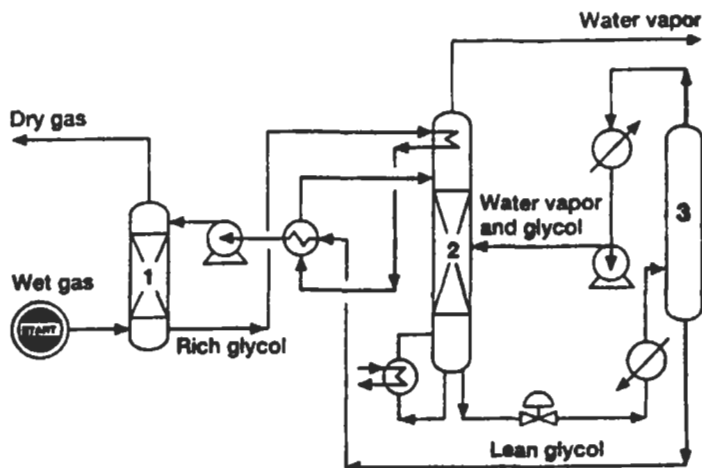 Water vapor
Dry gas
3
Water vapor
and glycol
2
1
Wet gas
START
Rich glycol
Lean glycol